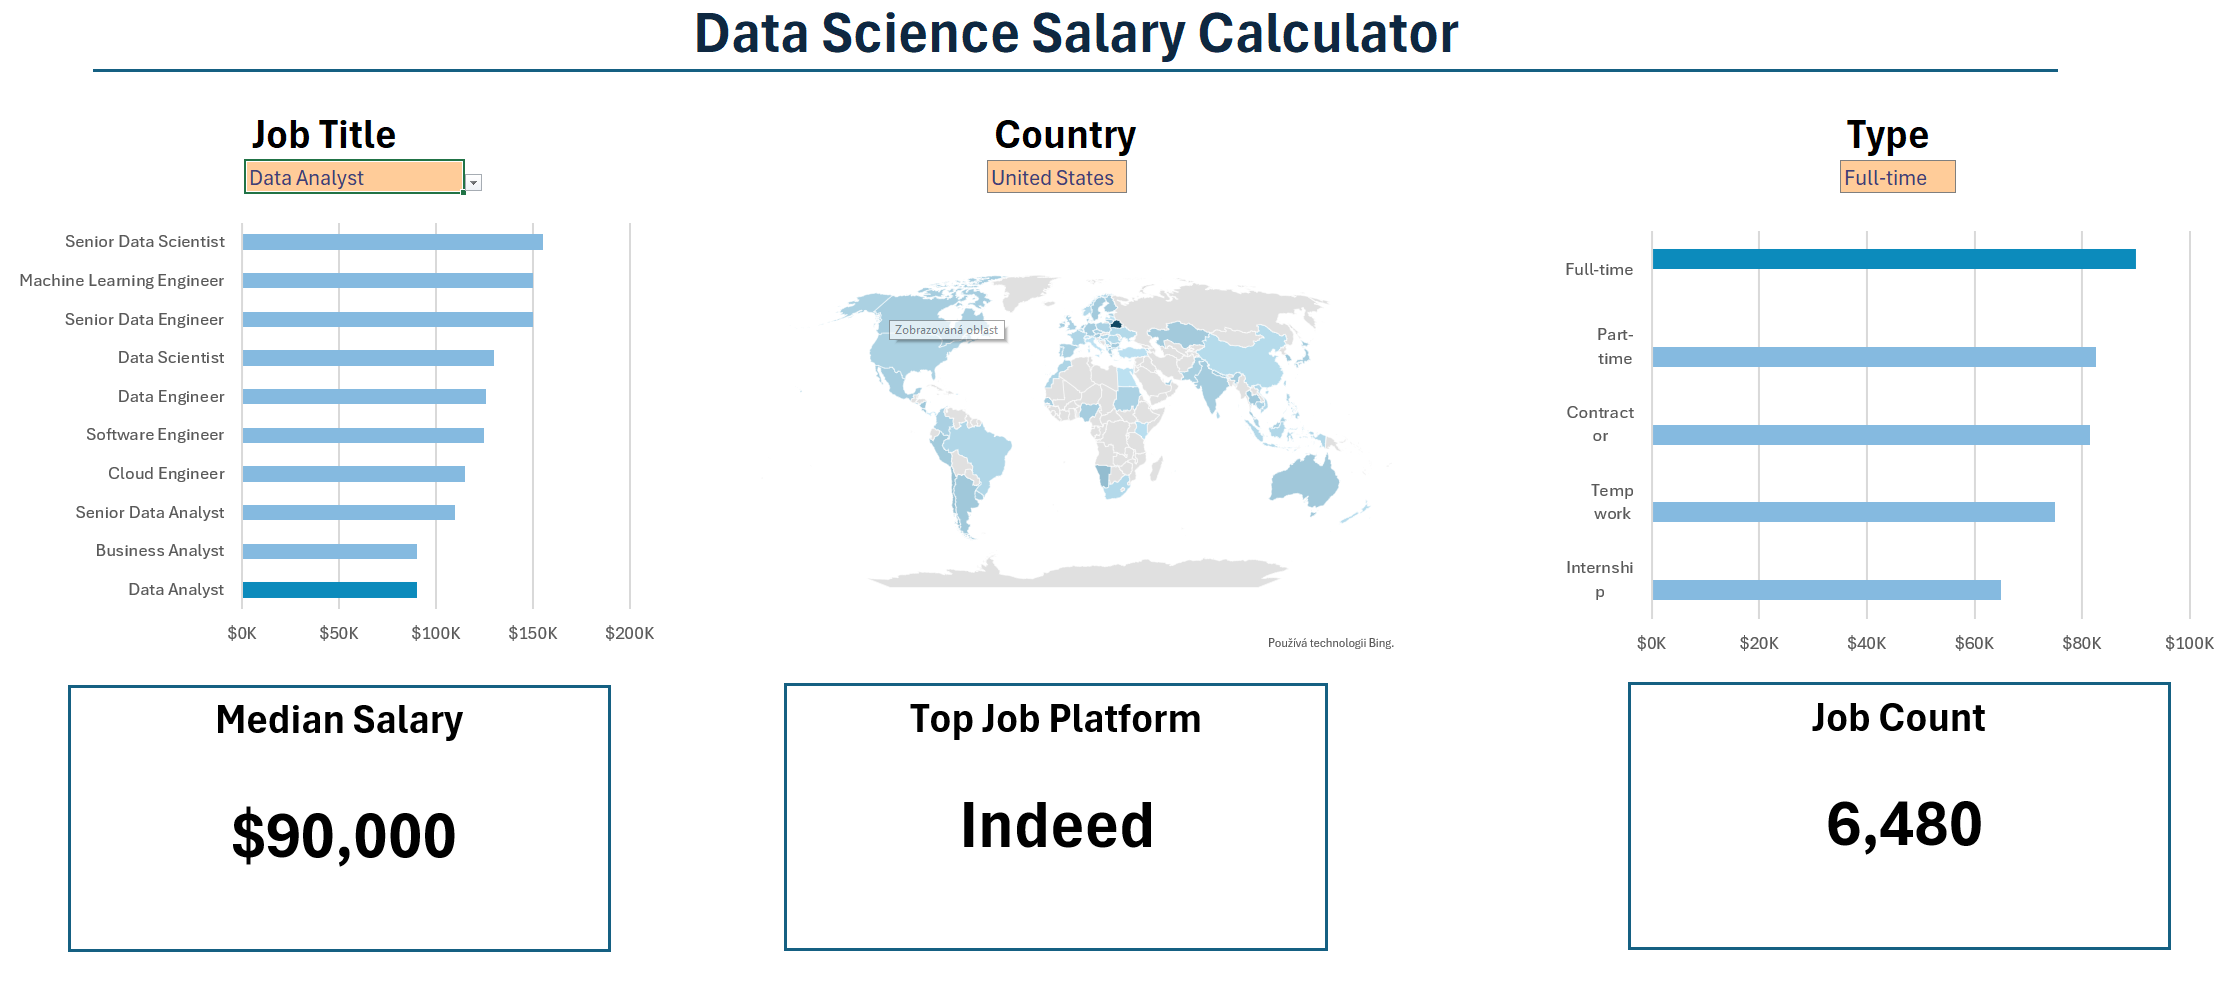 Data Science Salary Calculator
Job Title
Data Analyst
Country
United States
Type
Full-time
Senior Data Scientist
Machine Learning Engineer
Senior Data Engineer
Data Scientist
Data Engineer
Software Engineer
Cloud Engineer
Senior Data Analyst
Business Analyst
Data Analyst
$0K $50K $100K $150K $200K
Zobrazovaná oblast
Používá technologii Bing.
Full-time
Part-
time
Contract
or
Temp
work
Internshi
p
$0K $20K $40K $60K $80K $100K
Median Salary
$90,000
Top Job Platform
Indeed
Job Count
6,480